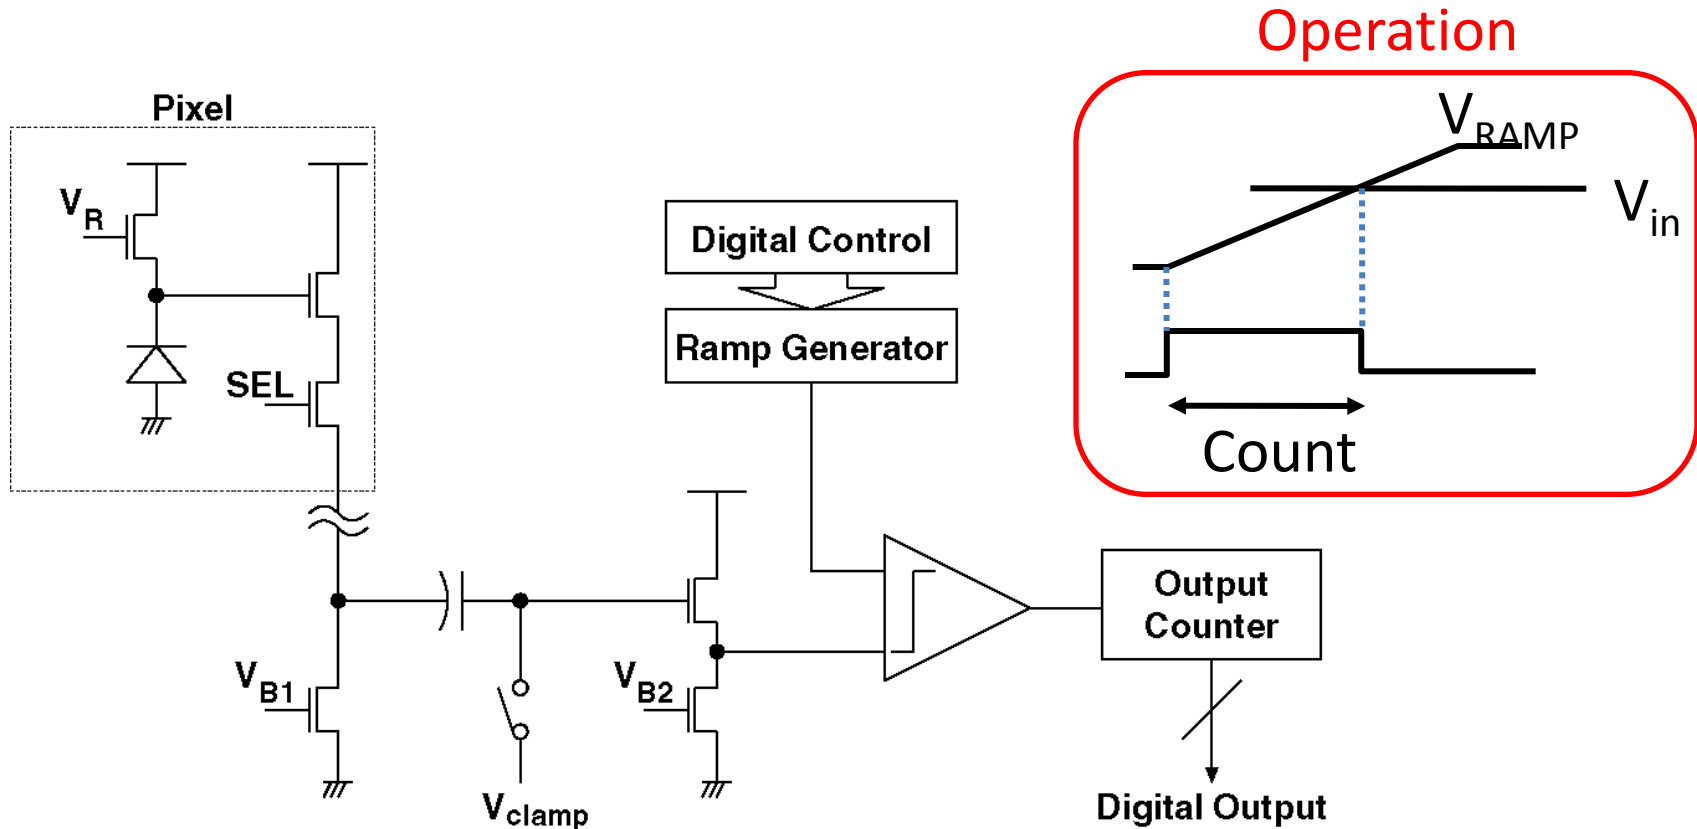 Operation
Pixel
V_RAMP
V_R
V_in
Digital Control
Ramp Generator
SEL
Count
Output
Counter
V_B1
V_B2
V_clamp
Digital Output